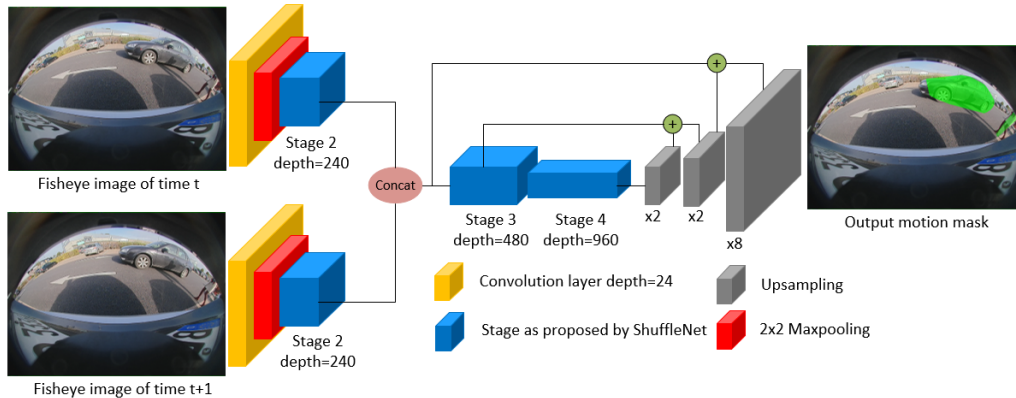 Fisheye image of time t
Stage 2
depth=240
Fisheye image of time t+1
Stage 2
depth=240
Concat
Stage 3
depth=480
Stage 4
depth=960
+
+
x2
x2
x8
Output motion mask
Convolution layer depth=24
Stage as proposed by ShuffleNet
Upsampling
2x2 Maxpooling